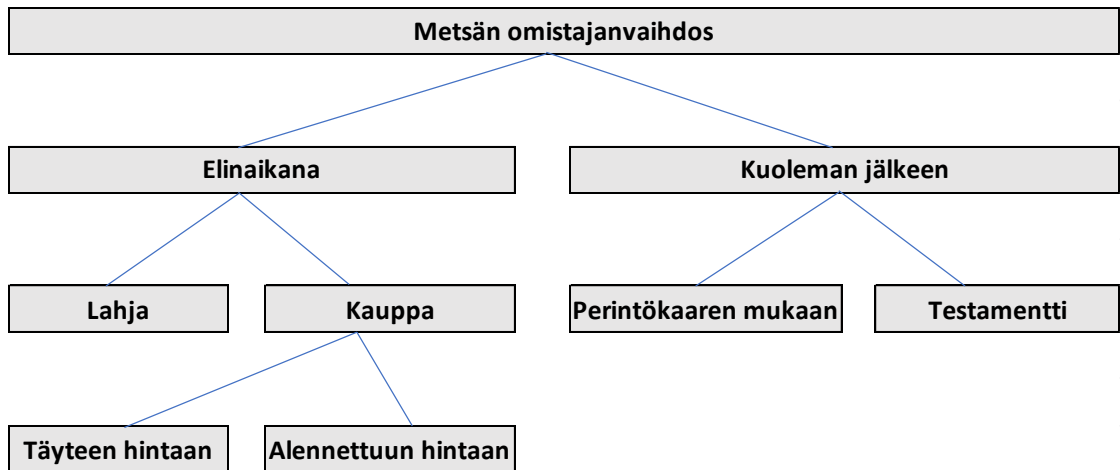 Metsän omistajanvaihdos
Elinaikana
Kuoleman jälkeen
Lahja
Kauppa
Perintökaaren mukaan
Testamentti
Täyteen hintaan
Alennettuun hintaan